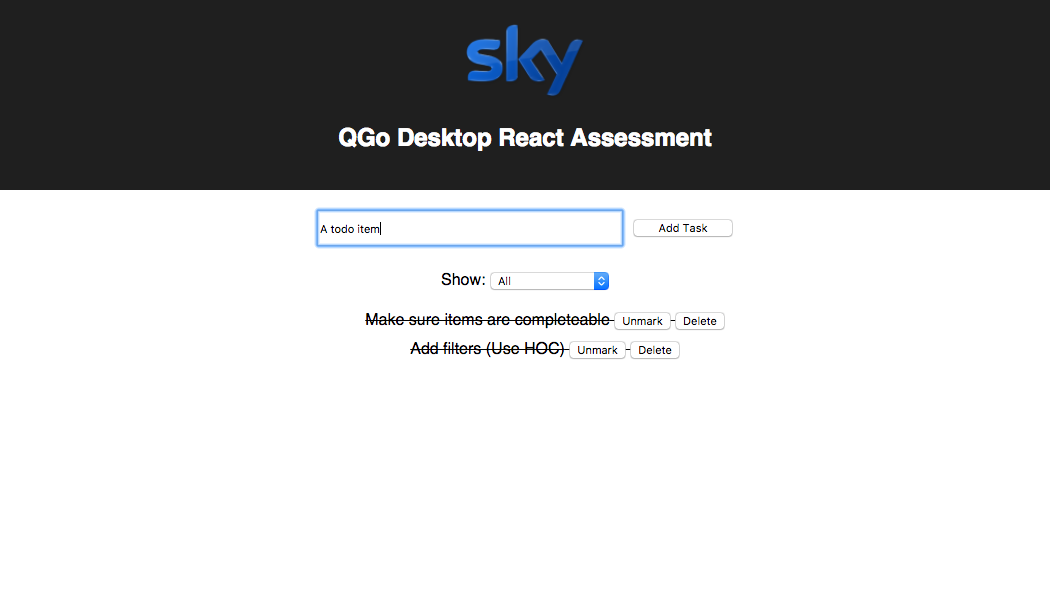 sky
QGo Desktop React Assessment
A todo item Add Task
Show: All
Make sure items are completeable Unmark Delete
Add filters (Use HOC) Unmark Delete